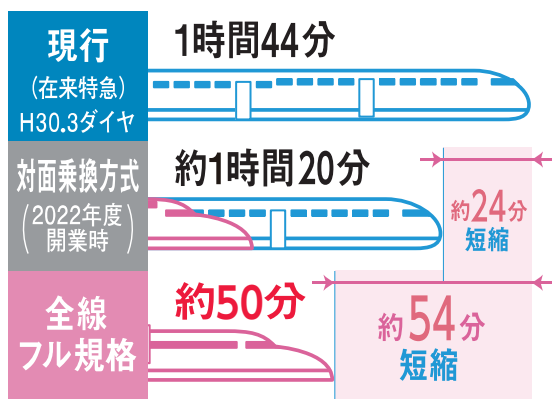 現行
(在来特急)
H30.3ダイヤ
1時間44分
対面乗換方式
(2022年度
開業時)
約1時間20分
約24分
短縮
全線
フル規格
約50分
約54分
短縮